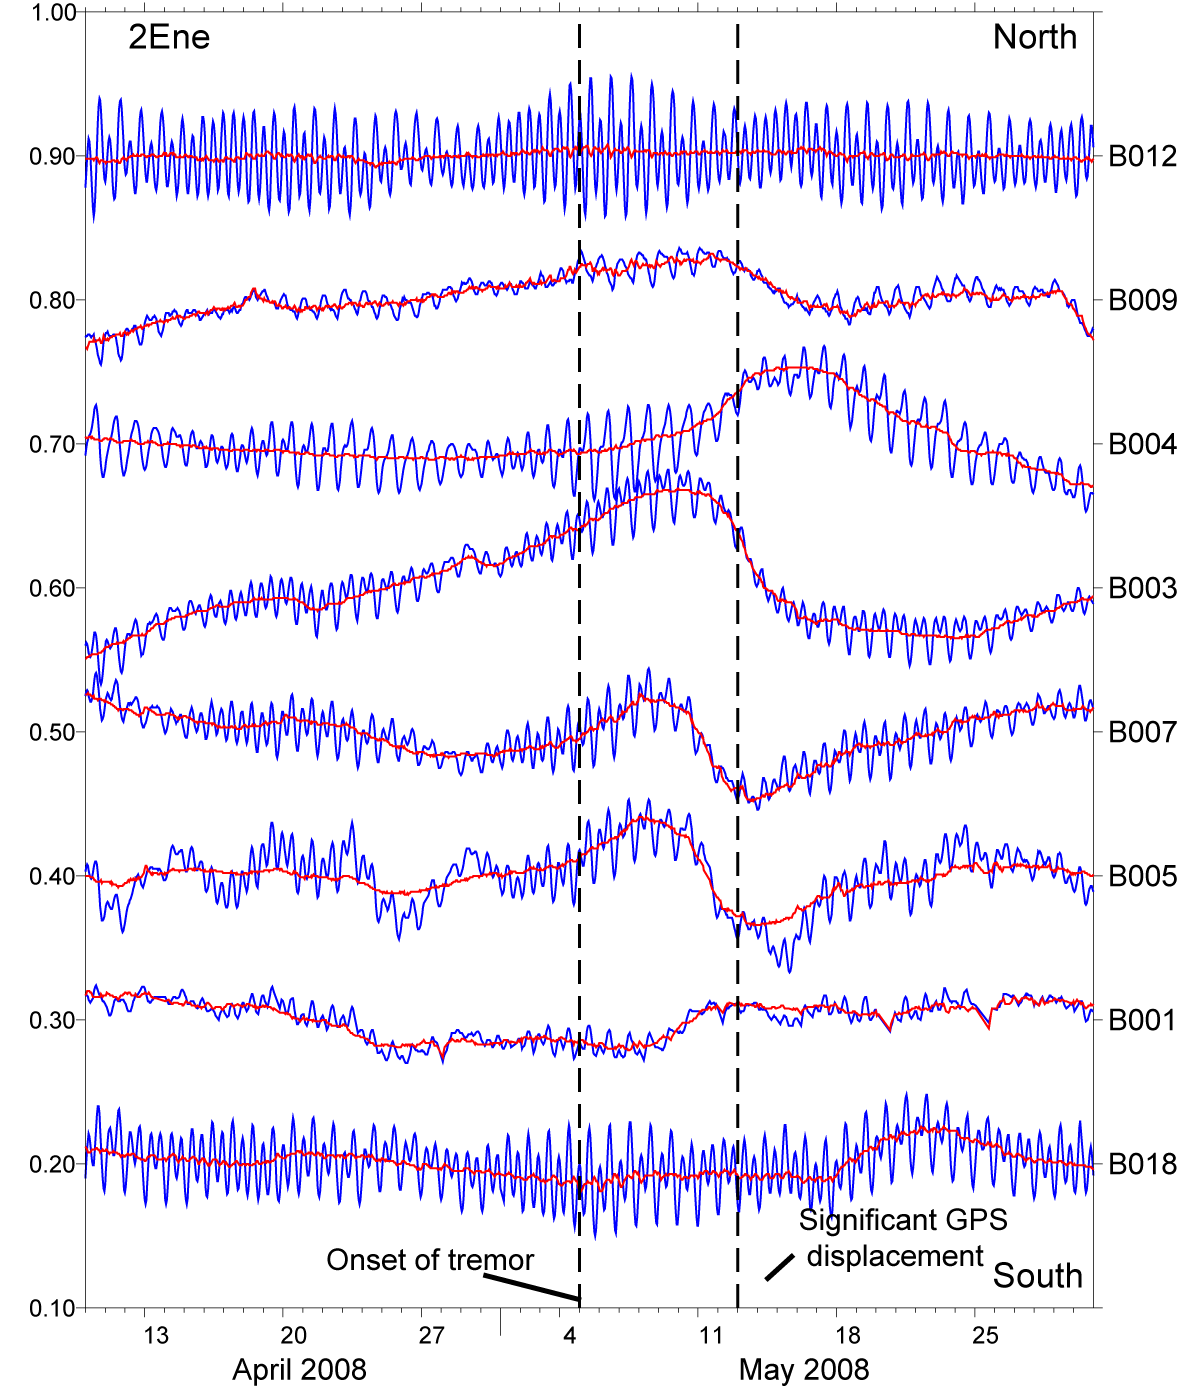 1.00
2Ene
North
0.90
B012
0.80
B009
0.70
B004
0.60
B003
0.50
B007
0.40
B005
0.30
B001
0.20
B018
Significant GPS
displacement
Onset of tremor
South
0.10
13 20 27 4 11 18 25
April 2008 May 2008